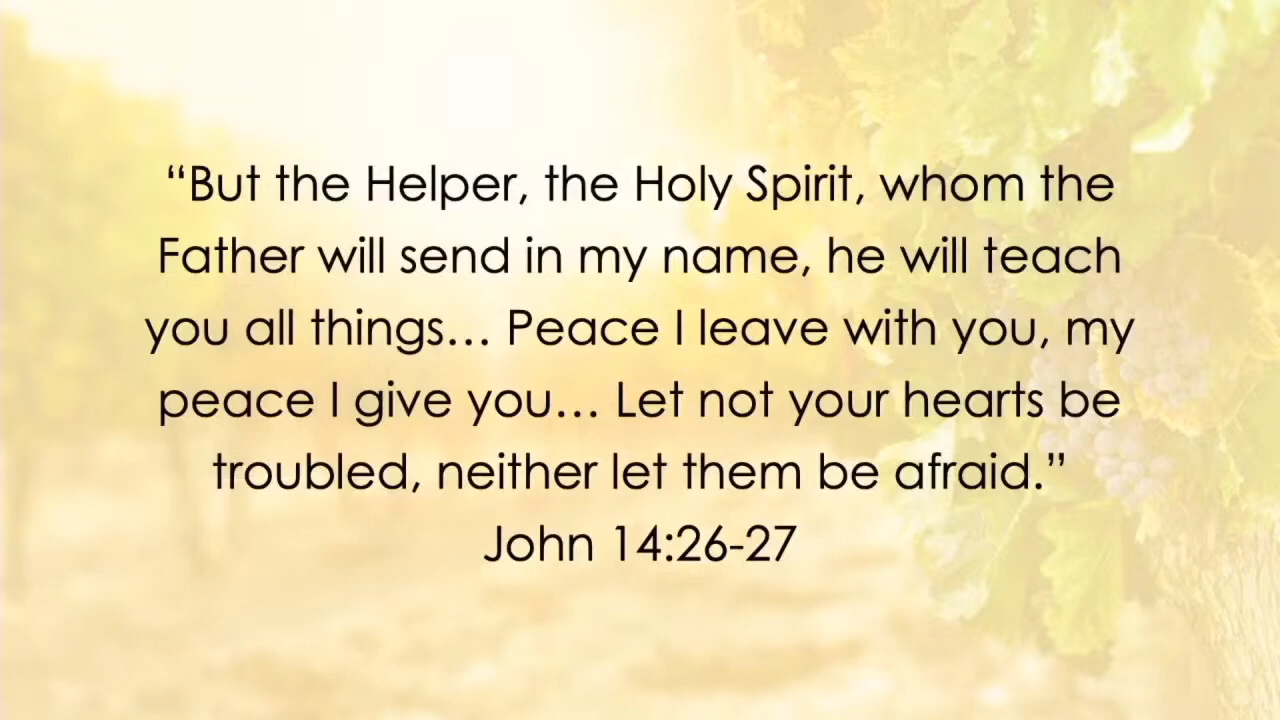 “But the Helper, the Holy Spirit, whom the
Father will send in my name, he will teach
you all things… Peace I leave with you, my
peace I give you… Let not your hearts be
troubled, neither let them be afraid.”
John 14:26-27